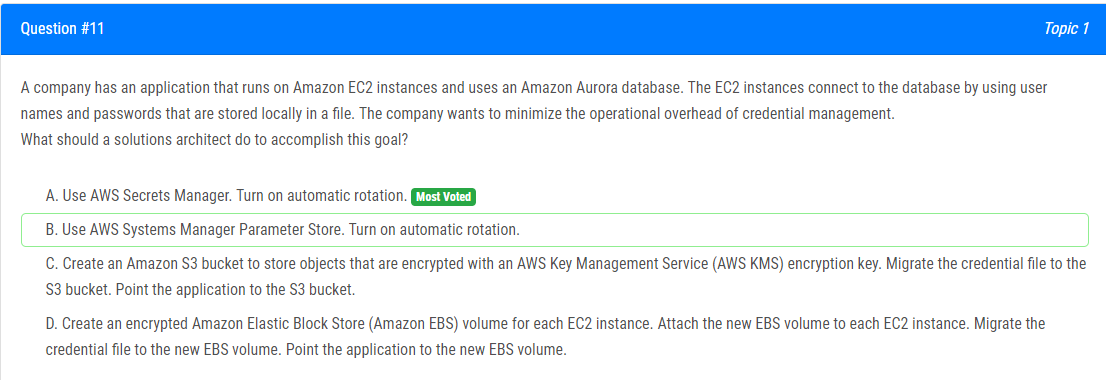 Question #11
Topic 1
A company has an application that runs on Amazon EC2 instances and uses an Amazon Aurora database. The EC2 instances connect to the database by using user
names and passwords that are stored locally in a file. The company wants to minimize the operational overhead of credential management.
What should a solutions architect do to accomplish this goal?
A. Use AWS Secrets Manager. Turn on automatic rotation. Most Voted
B. Use AWS Systems Manager Parameter Store. Turn on automatic rotation.
C. Create an Amazon S3 bucket to store objects that are encrypted with an AWS Key Management Service (AWS KMS) encryption key. Migrate the credential file to the
S3 bucket. Point the application to the S3 bucket.
D. Create an encrypted Amazon Elastic Block Store (Amazon EBS) volume for each EC2 instance. Attach the new EBS volume to each EC2 instance. Migrate the
credential file to the new EBS volume. Point the application to the new EBS volume.